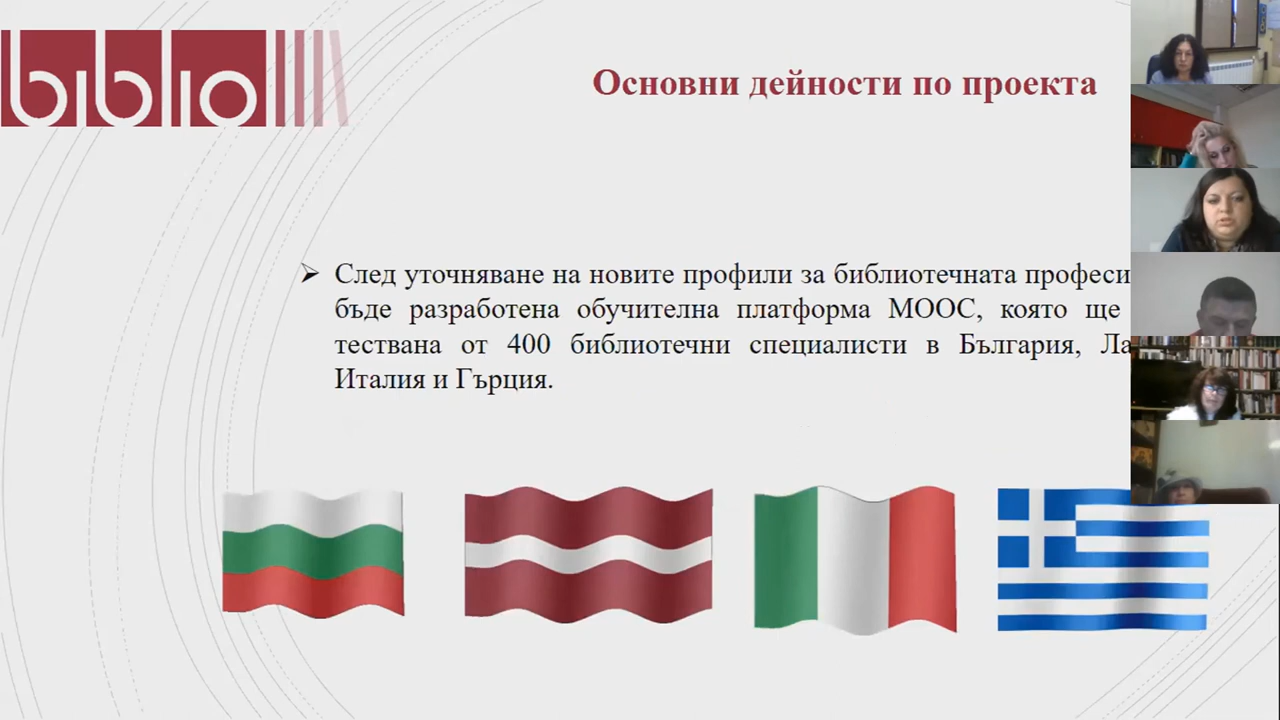 biblio
Основни дейности по проекта
След уточняване на новите профили за библиотечната професи
бъде разработена обучителна платформа МООС, която ще
тествана от 400 библиотечни специалисти в България, Ла
Италия и Гърция.